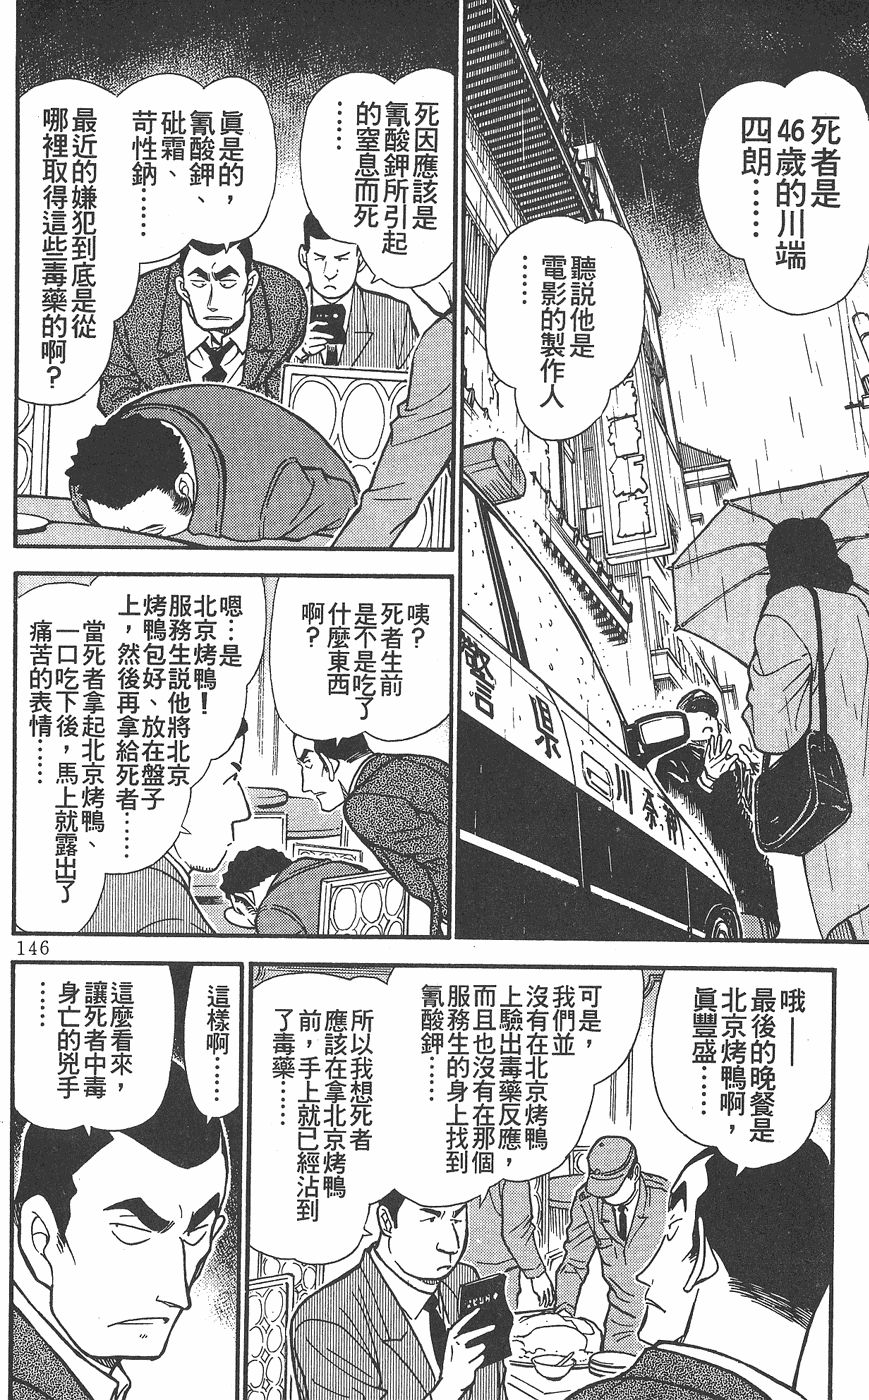 死者是
46歲的川端
四朗……
聽說他是
電影的製作人
……
警
県
川奈神
死因應該是
氰酸鉀所引起
的窒息而死
……
眞是的，
氰酸鉀、
砒霜、
苛性鈉……
最近的嫌犯到底是從
哪裡取得這些毒藥的啊？
咦？
死者生前
是不是吃了
什麼東西
啊？
嗯…是
北京烤鴨！
服務生說他將北京
烤鴨包好、放在盤子
上，然後再拿給死者……
當死者拿起北京烤鴨、
一口吃下後，馬上就露出了
痛苦的表情……
146
哦——
最後的晚餐是
北京烤鴨啊，
眞豐盛……
可是，
我們並
沒有在北京烤鴨
上驗出毒藥反應，
而且也沒有在那個
服務生的身上找到
氰酸鉀……
所以我想死者
應該在拿北京烤鴨
前，手上就已經沾到
了毒藥……
這樣啊……
這麼看來，
讓死者中毒
身亡的兇手
……